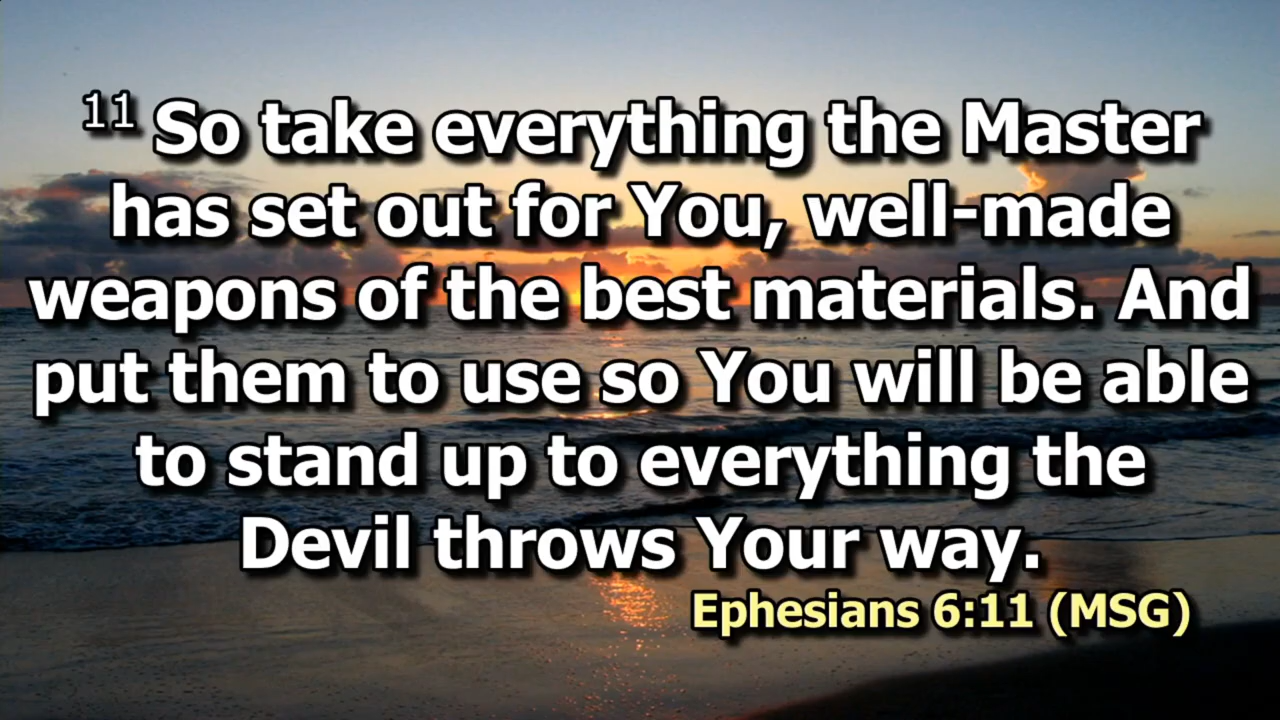 11 So take everything the Master
has set out for You, well-made
weapons of the best materials. And
put them to use so You will be able
to stand up to everything the
Devil throws Your way.
Ephesians 6:11 (MSG)